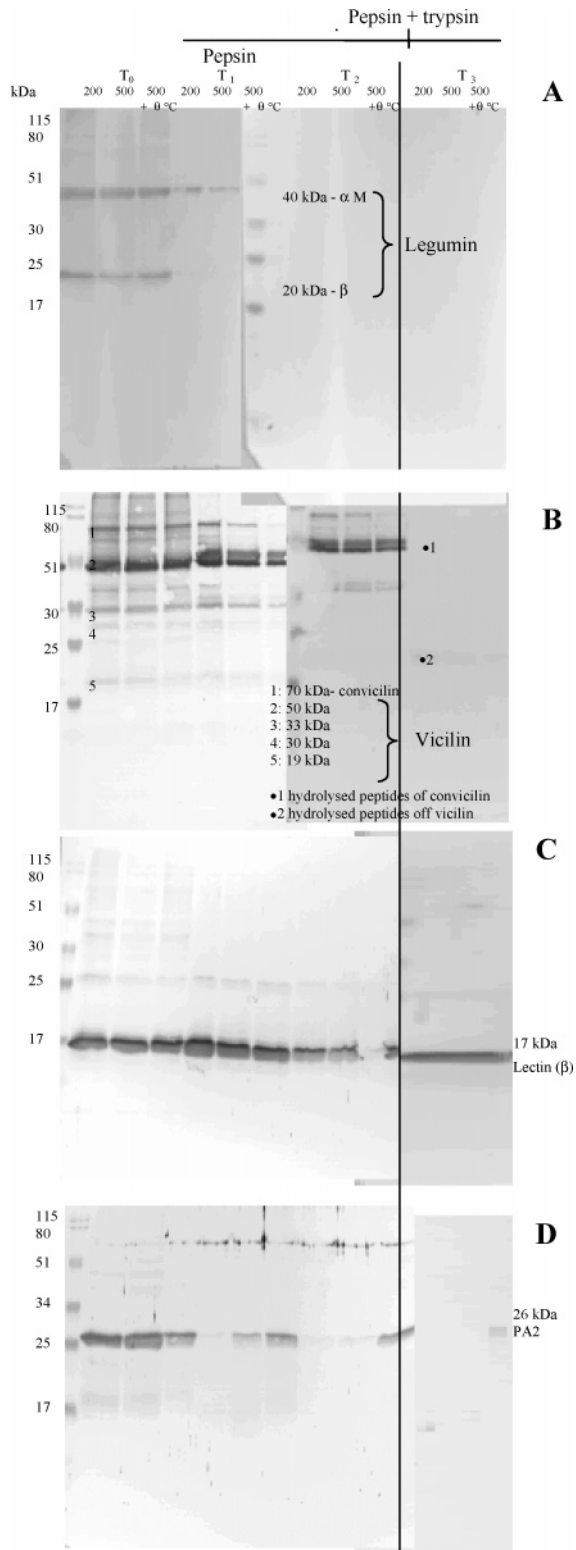 Pepsin + trypsin
Pepsin
T0 T1 T2 T3
kDa 200 500 500 200 500 500 200 500 500 200 500 500
+ θ °C + θ °C +θ °C +θ °C
A
115
80
51
30
25
17
40 kDa - α M
Legumin
20 kDa - β
B
115
80
51
30
25
17
1
2
3
4
5
•1
•2
1: 70 kDa- convicilin
2: 50 kDa
3: 33 kDa
4: 30 kDa
5: 19 kDa
Vicilin
•1 hydrolysed peptides of convicilin
•2 hydrolysed peptides off vicilin
C
115
80
51
30
25
17
17 kDa
Lectin (β)
D
115
80
51
34
25
17
26 kDa
PA2